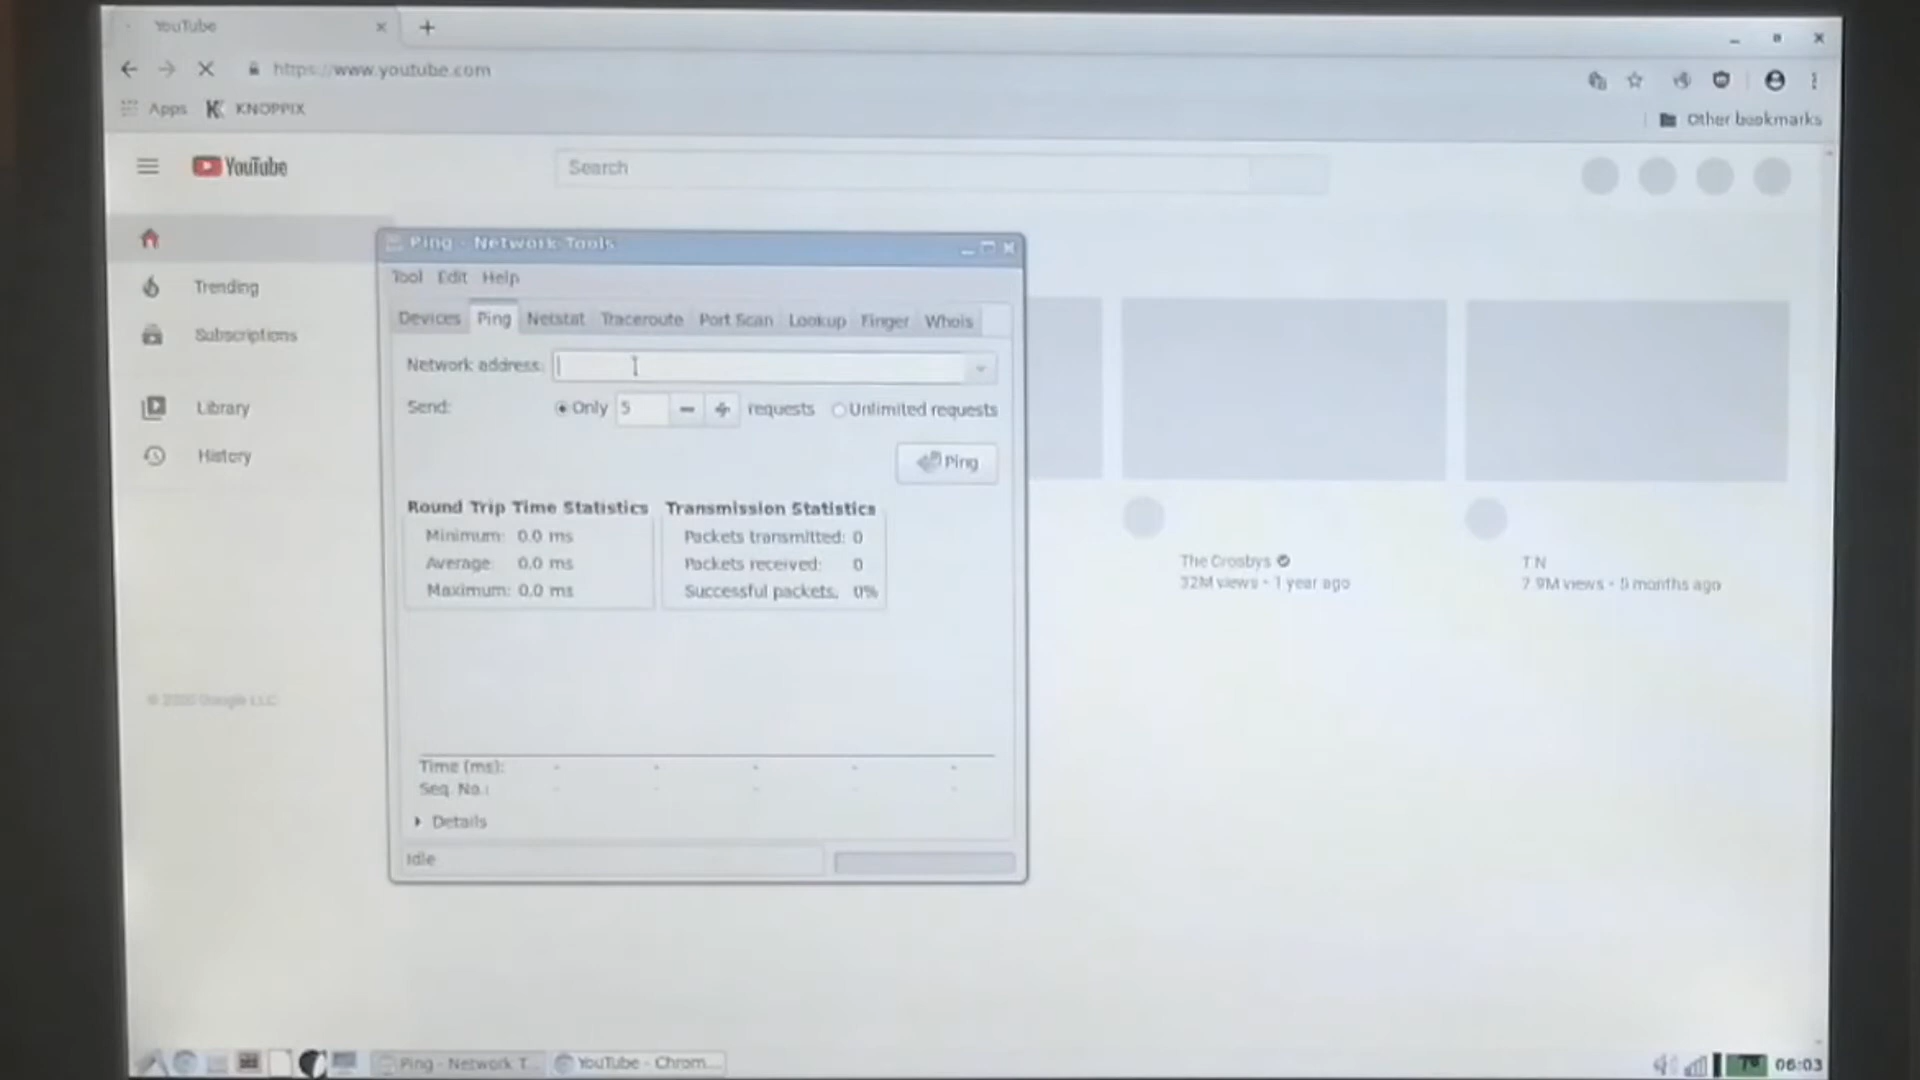 YouTube
https://www.youtube.com
Apps KNOPPIX
Other bookmarks
YouTube
Search
Ping - Network Tools
Tool Edit Help
Trending
Devices Ping Netstat Traceroute Port Scan Lookup Finger Whois
Subscriptions
Network address:
Send: Only 5 requests Unlimited requests
Library
History
Ping
Round Trip Time Statistics
Minimum: 0.0 ms
Average: 0.0 ms
Maximum: 0.0 ms
Transmission Statistics
Packets transmitted: 0
Packets received: 0
Successful packets: 0%
The Crosbys
32M views • 1 year ago
T N
months ago
Google LLC
Time (ms): - - - - -
Seq. No.: - - - - -
Details
Idle
Ping - Network T...
YouTube - Chrom...
06:03